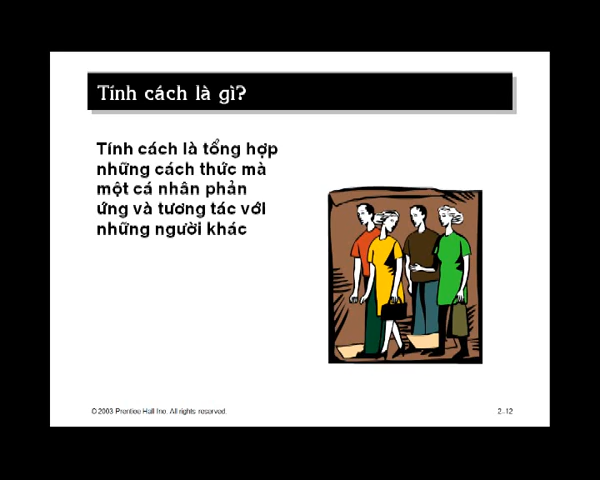 Tính cách là gì?
Tính cách là tổng hợp
những cách thức mà
một cá nhân phản
ứng và tương tác với
những người khác
© 2003 Prentice Hall Inc. All rights reserved.
2–12